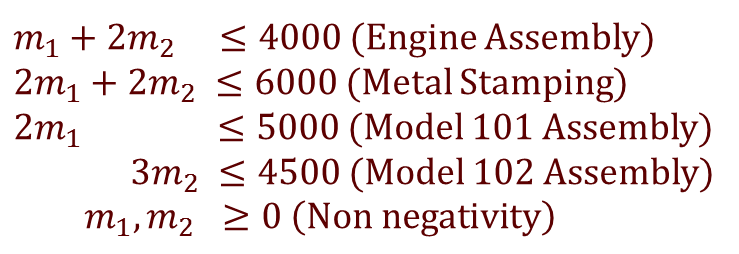 m₁ + 2m₂ ≤ 4000 (Engine Assembly)
2m₁ + 2m₂ ≤ 6000 (Metal Stamping)
2m₁ ≤ 5000 (Model 101 Assembly)
3m₂ ≤ 4500 (Model 102 Assembly)
m₁, m₂ ≥ 0 (Non negativity)